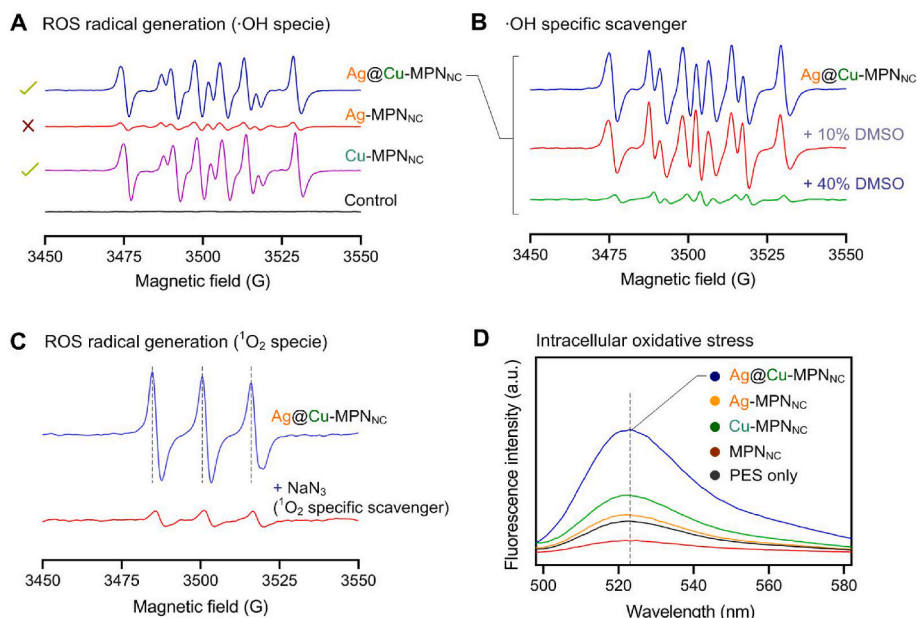 A ROS radical generation (·OH specie)
Ag@Cu-MPNNC
Ag-MPNNC
Cu-MPNNC
Control
3450 3475 3500 3525 3550
Magnetic field (G)
B ·OH specific scavenger
Ag@Cu-MPNNC
+ 10% DMSO
+ 40% DMSO
3450 3475 3500 3525 3550
Magnetic field (G)
C ROS radical generation (¹O₂ specie)
Ag@Cu-MPNNC
+ NaN₃
(¹O₂ specific scavenger)
3450 3475 3500 3525 3550
Magnetic field (G)
D Intracellular oxidative stress
Fluorescence intensity (a.u.)
Ag@Cu-MPNNC
Ag-MPNNC
Cu-MPNNC
MPNNC
PES only
500 520 540 560 580
Wavelength (nm)